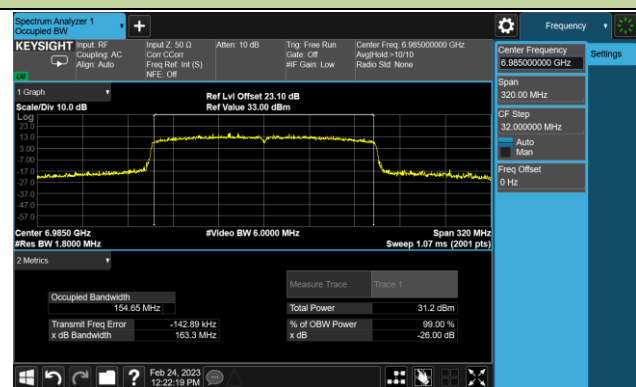 Spectrum Analyzer 1
Occupied BW
Frequency
KEYSIGHT Input: RF
Coupling: AC
Align: Auto
Input Z: 50 Ω
Corr CCorr
Freq Ref: Int (S)
NFE: Off
Atten: 10 dB
Trig: Free Run
Gate: Off
#IF Gain: Low
Center Freq: 6.985000000 GHz
Avg|Hold:>10/10
Radio Std: None
Center Frequency
6.985000000 GHz
Settings
Span
320.00 MHz
CF Step
32.000000 MHz
Auto
Man
Freq Offset
0 Hz
1 Graph
Scale/Div 10.0 dB
Ref Lvl Offset 23.10 dB
Ref Value 33.00 dBm
Log
23.0
13.0
3.00
-7.00
-17.0
-27.0
-37.0
-47.0
-57.0
Center 6.9850 GHz
#Video BW 6.0000 MHz
Span 320 MHz
#Res BW 1.8000 MHz
Sweep 1.07 ms (2001 pts)
2 Metrics
Measure Trace
Trace 1
Occupied Bandwidth
154.65 MHz
Total Power
31.2 dBm
Transmit Freq Error
-142.89 kHz
% of OBW Power
99.00 %
x dB Bandwidth
163.3 MHz
x dB
-26.00 dB
Feb 24, 2023
12:22:19 PM